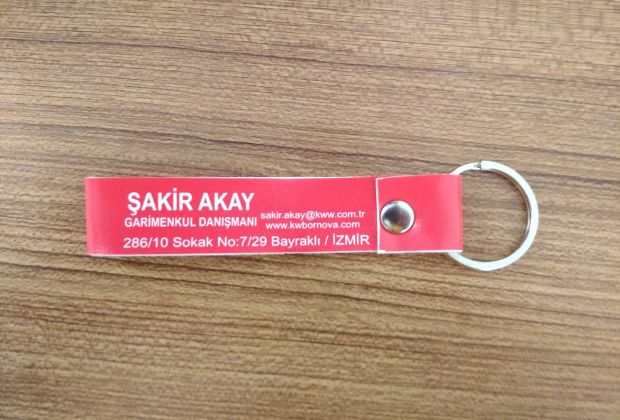 ŞAKİR AKAY
GARİMENKUL DANIŞMANI
sakir.akay@kww.com.tr
www.kwbornova.com
286/10 Sokak No:7/29 Bayraklı / İZMİR